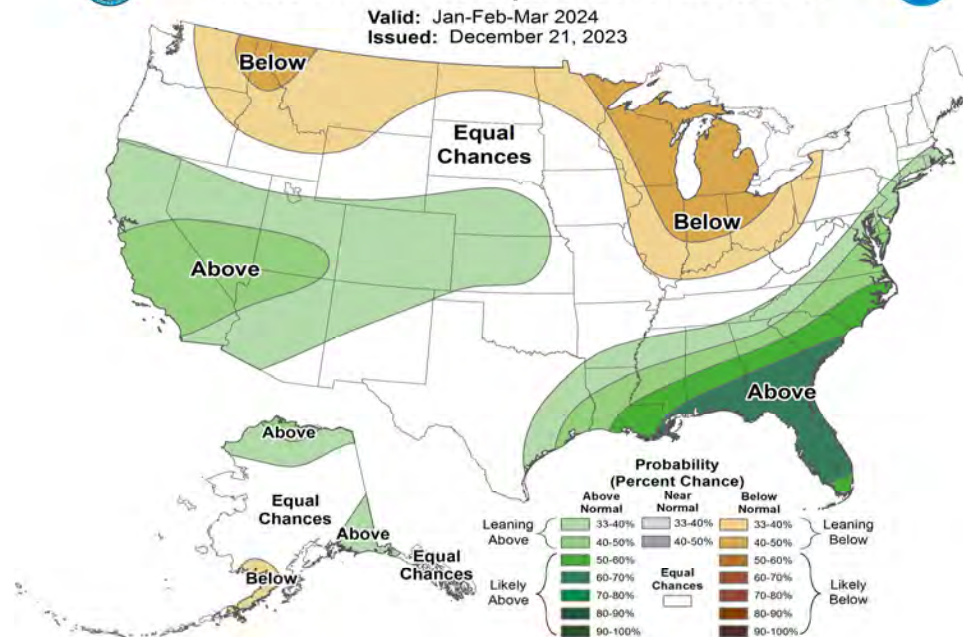 Valid: Jan-Feb-Mar 2024
Issued: December 21, 2023
Below
Equal
Chances
Below
Above
Above
Above
Equal
Chances
Above
Equal
Chances
Below
Probability
(Percent Chance)
Above
Normal
Near
Normal
Below
Normal
Leaning
Above
33-40%
33-40%
33-40%
Leaning
Below
40-50%
40-50%
40-50%
Likely
Above
50-60%
50-60%
Likely
Below
60-70%
Equal
Chances
60-70%
70-80%
70-80%
80-90%
80-90%
90-100%
90-100%